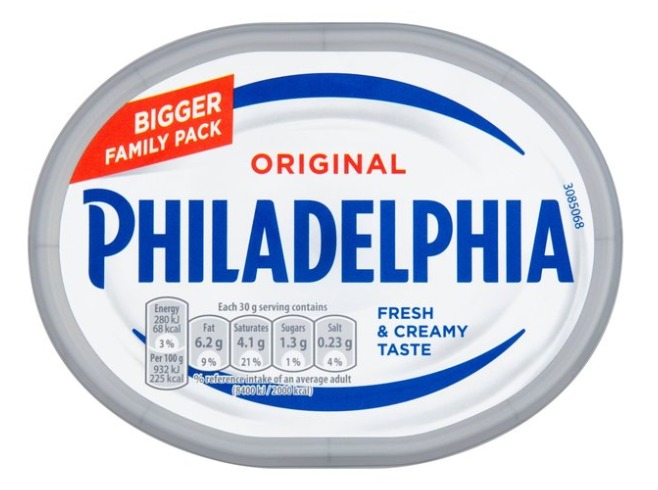 BIGGER
FAMILY PACK
ORIGINAL
PHILADELPHIA
3085068
Each 30 g serving contains
Energy
280 kJ
68 kcal
3%
Per 100 g
932 kJ
225 kcal
Fat
6.2 g
9%
Saturates
4.1 g
21%
Sugars
1.3 g
1%
Salt
0.23 g
4%
% reference intake of an average adult
(8400 kJ / 2000 kcal)
FRESH
& CREAMY
TASTE